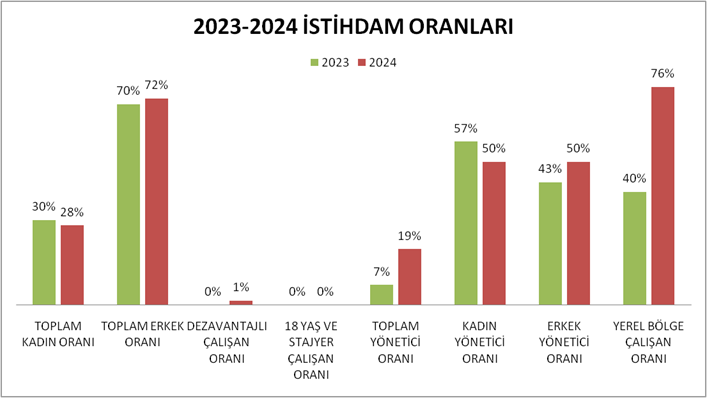 2023-2024 İSTİHDAM ORANLARI
2023 2024
30% 28% 70% 72% 0% 1% 0% 0% 7% 19% 57% 50% 43% 50% 40% 76%
TOPLAM
KADIN ORANI
TOPLAM ERKEK
ORANI
DEZAVANTAJLI
ÇALIŞAN
ORANI
18 YAŞ VE
STAJYER
ÇALIŞAN
ORANI
TOPLAM
YÖNETİCİ
ORANI
KADIN
YÖNETİCİ ORANI
ERKEK
YÖNETİCİ ORANI
YEREL BÖLGE
ÇALIŞAN
ORANI